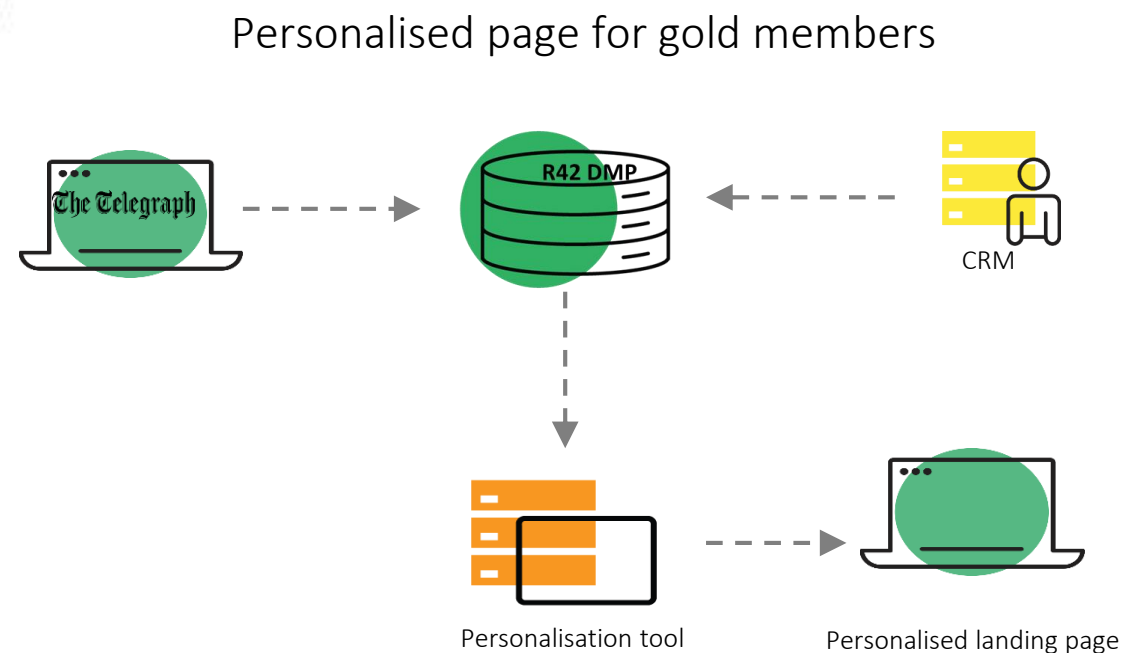 Personalised page for gold members
The Telegraph
R42 DMP
CRM
Personalisation tool
Personalised landing page